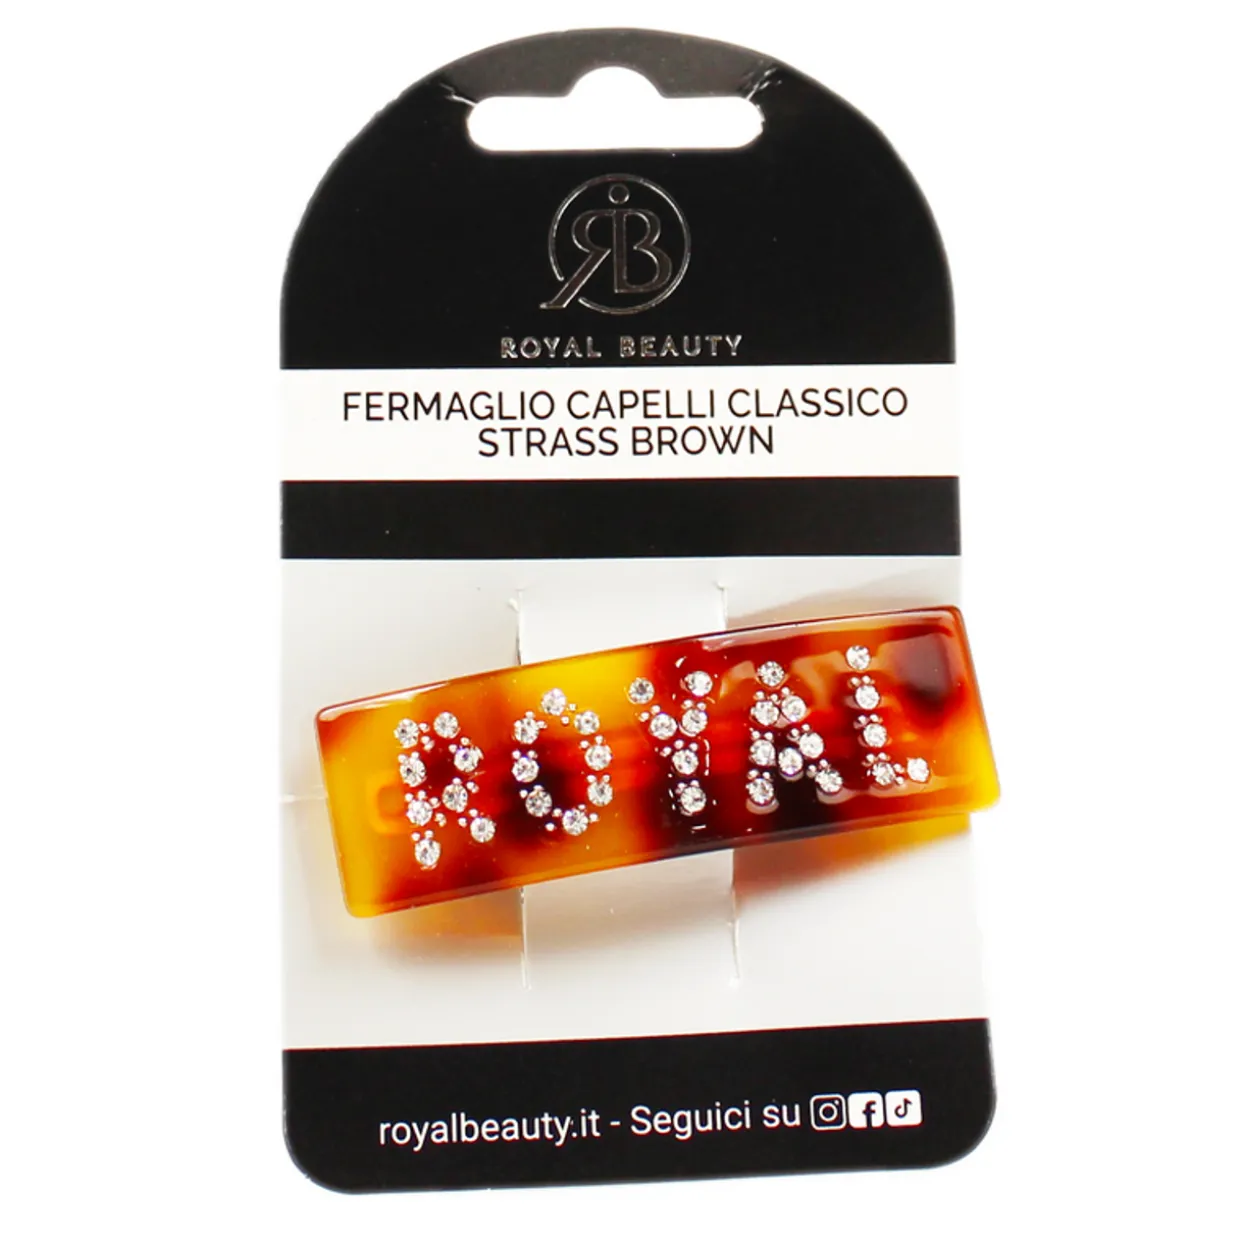 RB
ROYAL BEAUTY
FERMAGLIO CAPELLI CLASSICO
STRASS BROWN
ROYAL
royalbeauty.it - Seguici su